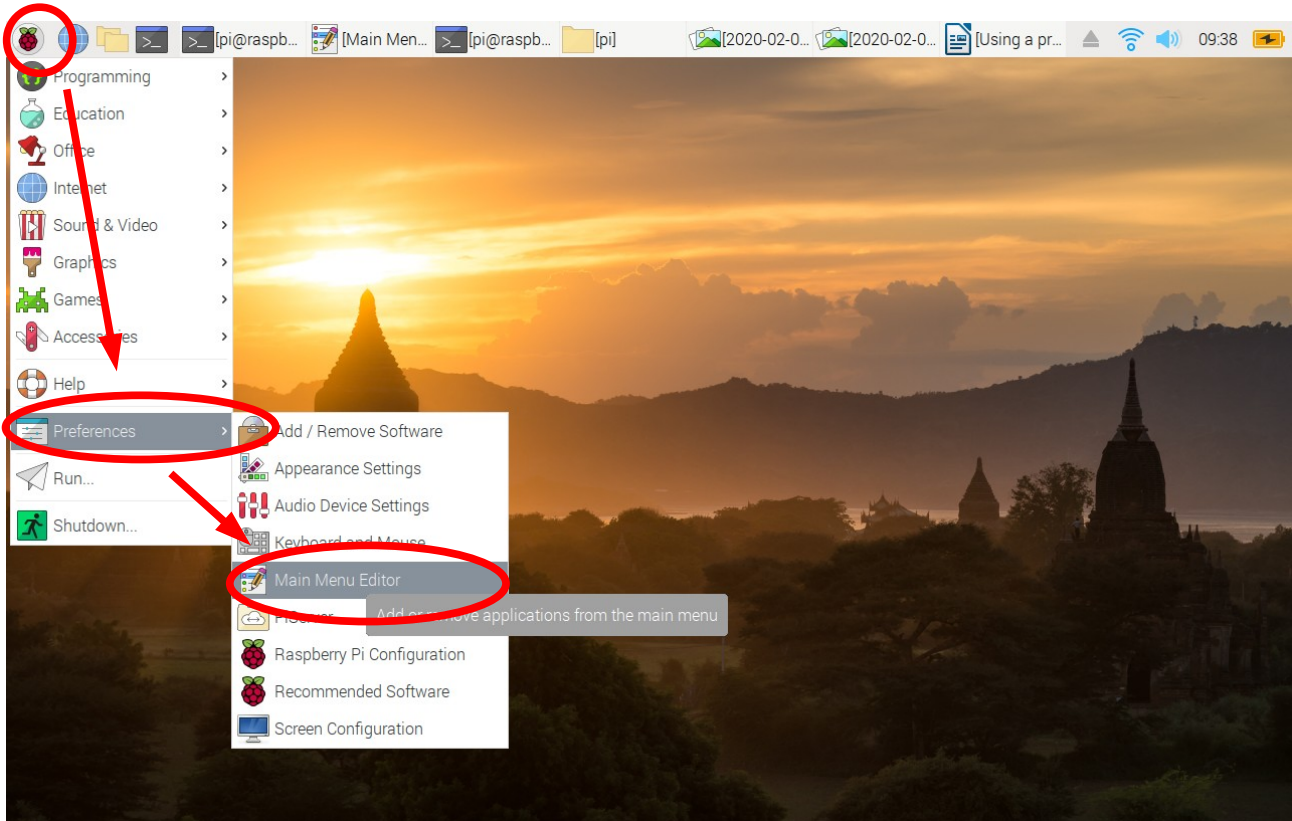 [pi@raspb...
[Main Men...
[pi@raspb...
[pi]
[2020-02-0...
[2020-02-0...
[Using a pr...
09:38
Programming
Education
Office
Internet
Sound & Video
Graphics
Games
Accessories
Help
Preferences
Run...
Shutdown...
Add / Remove Software
Appearance Settings
Audio Device Settings
Keyboard and Mouse
Main Menu Editor
PiServer
Add or remove applications from the main menu
Raspberry Pi Configuration
Recommended Software
Screen Configuration